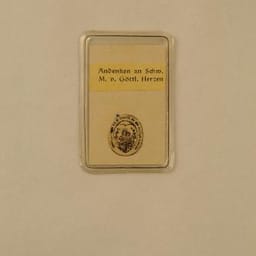 Andenken an Schw.
M. v. Göttl. Herzen